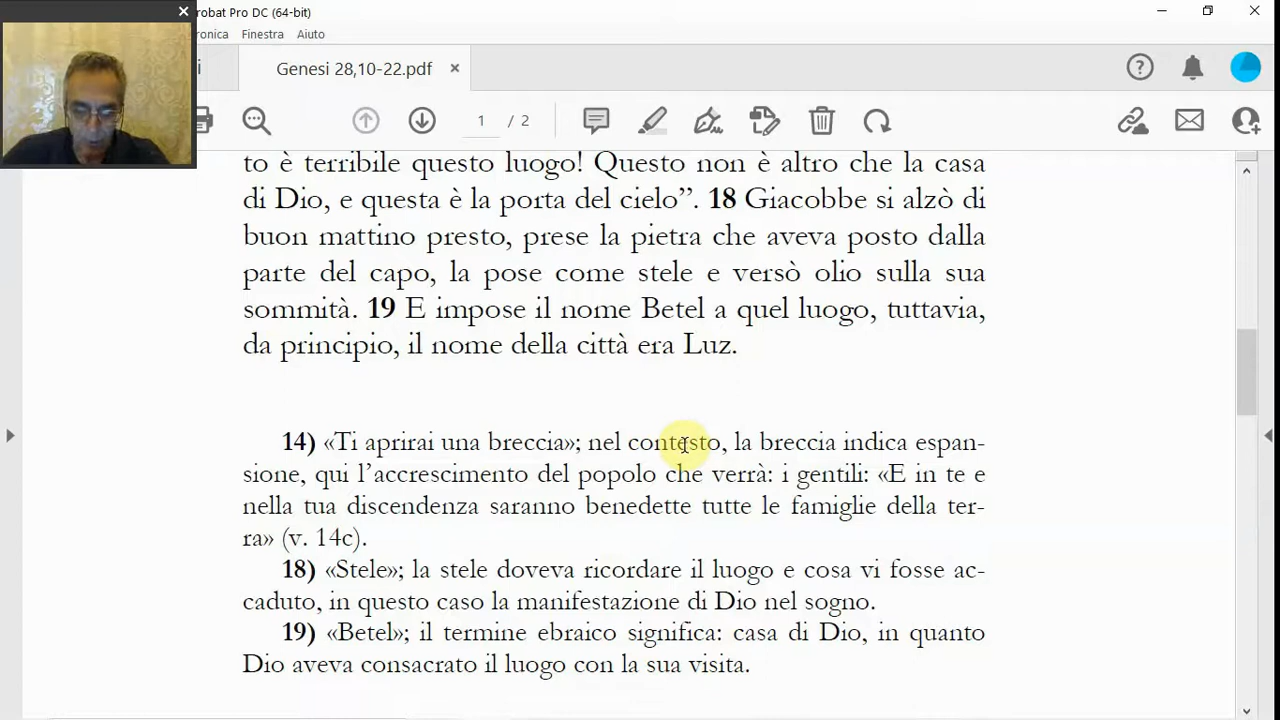 robat Pro DC (64-bit)
ronica Finestra Aiuto
i Genesi 28,10-22.pdf
1 / 2
to è terribile questo luogo! Questo non è altro che la casa
di Dio, e questa è la porta del cielo”. 18 Giacobbe si alzò di
buon mattino presto, prese la pietra che aveva posto dalla
parte del capo, la pose come stele e versò olio sulla sua
sommità. 19 E impose il nome Betel a quel luogo, tuttavia,
da principio, il nome della città era Luz.
14) «Ti aprirai una breccia»; nel contesto, la breccia indica espan-
sione, qui l’accrescimento del popolo che verrà: i gentili: «E in te e
nella tua discendenza saranno benedette tutte le famiglie della ter-
ra» (v. 14c).
18) «Stele»; la stele doveva ricordare il luogo e cosa vi fosse ac-
caduto, in questo caso la manifestazione di Dio nel sogno.
19) «Betel»; il termine ebraico significa: casa di Dio, in quanto
Dio aveva consacrato il luogo con la sua visita.